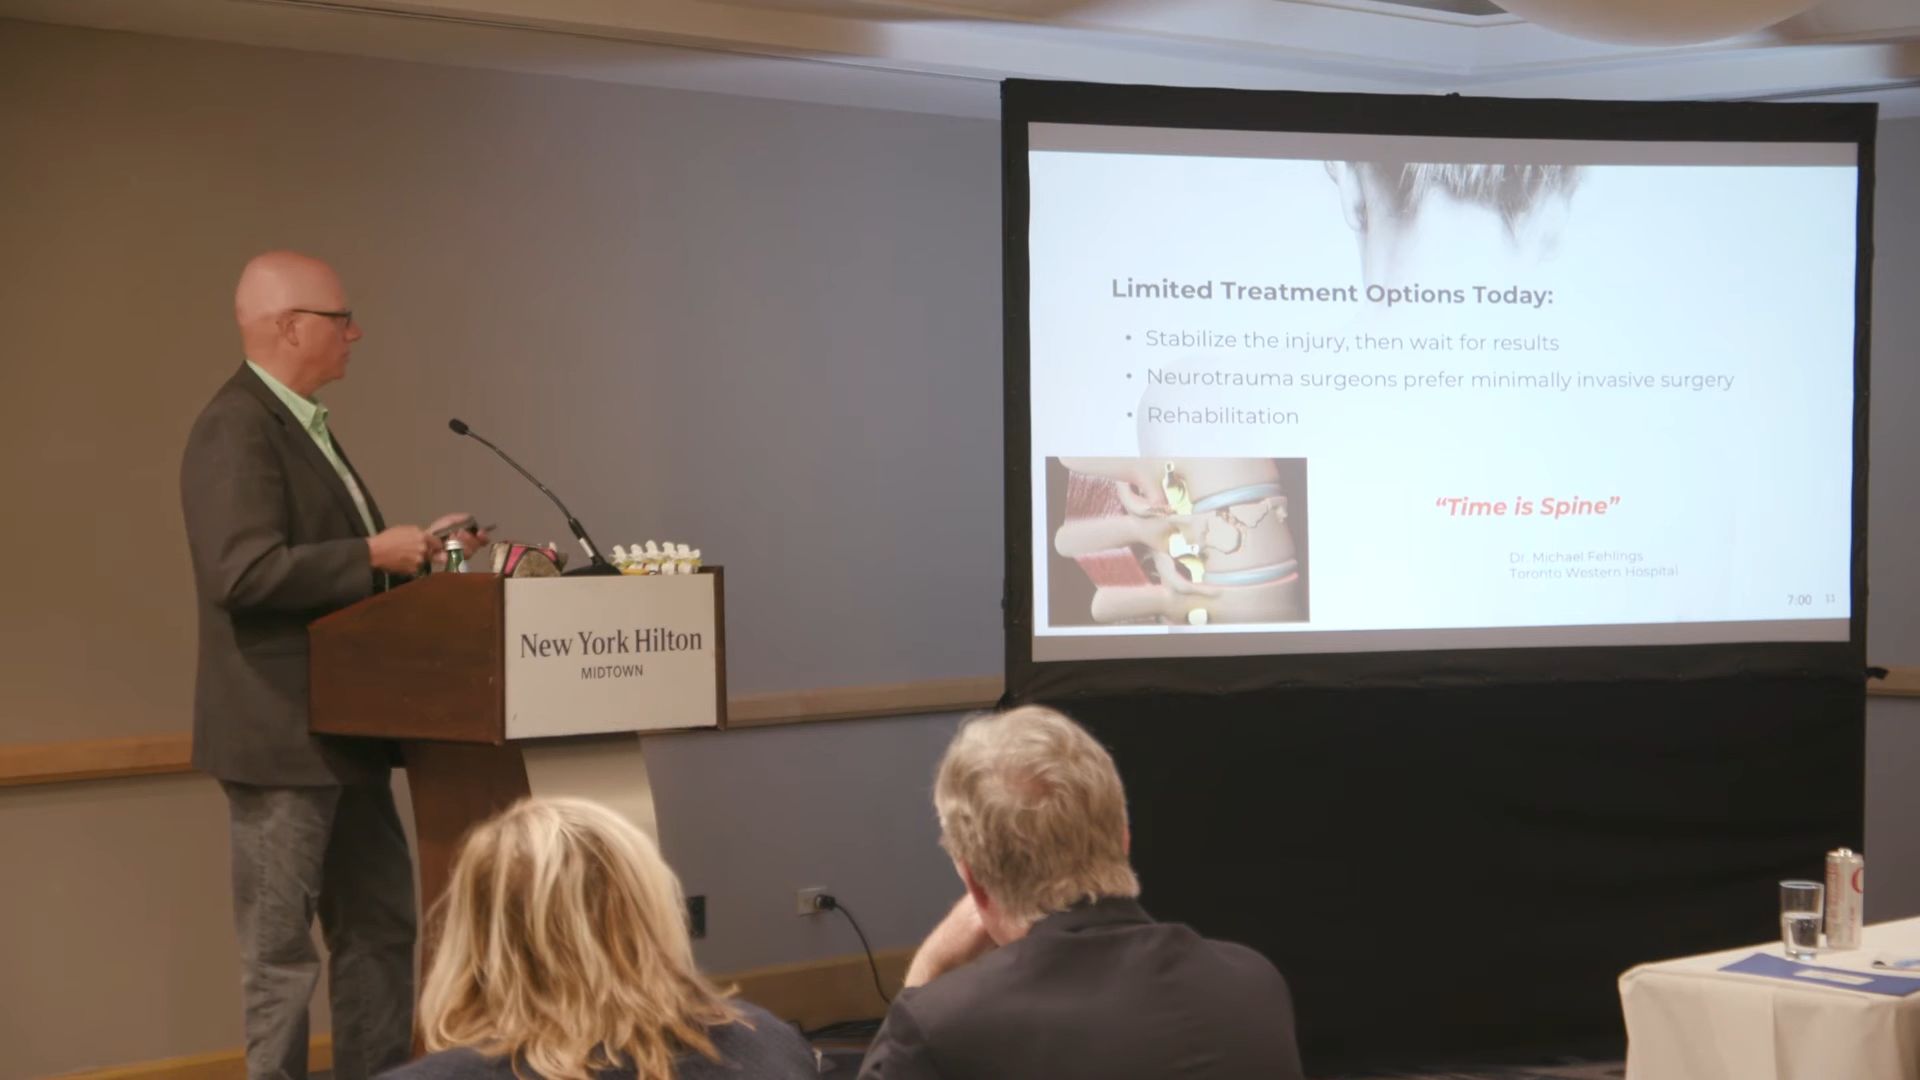 New York Hilton
MIDTOWN
Limited Treatment Options Today:
• Stabilize the injury, then wait for results
• Neurotrauma surgeons prefer minimally invasive surgery
• Rehabilitation
“Time is Spine”
Dr. Michael Fehlings
Toronto Western Hospital
7:00 11